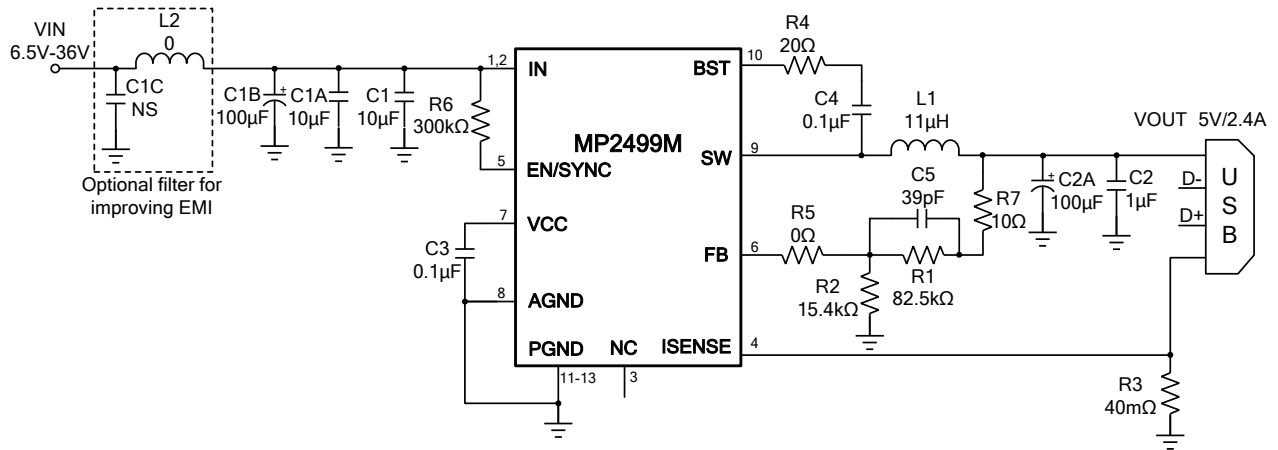 VIN
6.5V-36V
L2
0
C1C
NS
Optional filter for
improving EMI
C1B
100µF
+
C1A
10µF
C1
10µF
R6
300kΩ
1,2
IN
5
EN/SYNC
7
VCC
C3
0.1µF
8
AGND
PGND
11-13
NC
3
MP2499M
BST
10
R4
20Ω
C4
0.1µF
SW
9
L1
11µH
C5
39pF
R7
10Ω
FB
6
R5
0Ω
R1
82.5kΩ
R2
15.4kΩ
ISENSE
4
C2A
100µF
+
C2
1µF
VOUT 5V/2.4A
D-
D+
U
S
B
R3
40mΩ